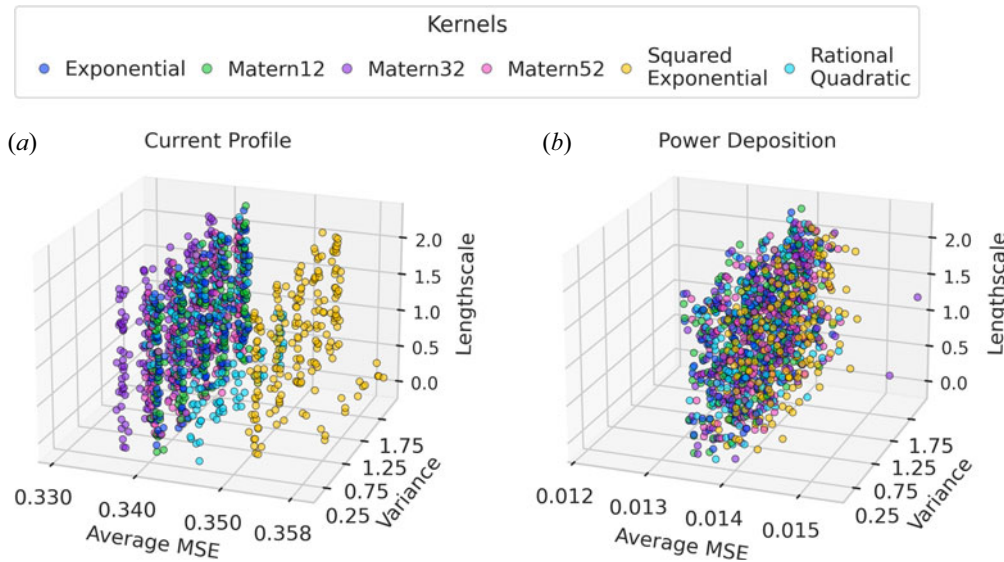 Kernels
Exponential Matern12 Matern32 Matern52 Squared Exponential Rational Quadratic
(a) Current Profile
(b) Power Deposition
2.0
1.5
1.0
0.5
0.0
Lengthscale
1.75
1.25
0.75
0.25
Variance
0.330 0.340 0.350 0.358
Average MSE
2.0
1.5
1.0
0.5
0.0
Lengthscale
1.75
1.25
0.75
0.25
Variance
0.012 0.013 0.014 0.015
Average MSE